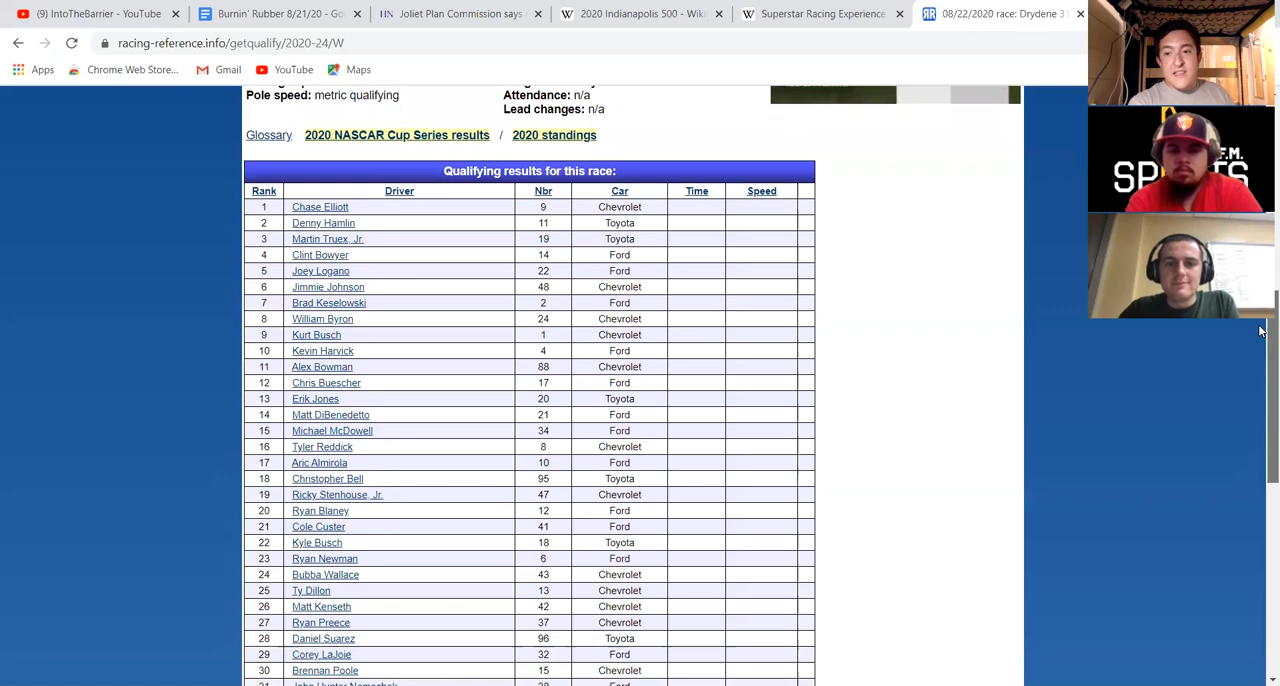 (3) IntoTheBarrier - YouTube
Burnin' Rubber 8/21/20 - Go
Joliet Plan Commission says
2020 Indianapolis 500 - Wiki
Superstar Racing Experience
08/22/2020 race: Drydene 31
racing-reference.info/getqualify/2020-24/W
Apps Chrome Web Store... Gmail YouTube Maps
Pole speed: metric qualifying
Attendance: n/a
Lead changes: n/a
Glossary 2020 NASCAR Cup Series results / 2020 standings
Qualifying results for this race:
Rank Driver Nbr Car Time Speed
1 Chase Elliott 9 Chevrolet
2 Denny Hamlin 11 Toyota
3 Martin Truex, Jr. 19 Toyota
4 Clint Bowyer 14 Ford
5 Joey Logano 22 Ford
6 Jimmie Johnson 48 Chevrolet
7 Brad Keselowski 2 Ford
8 William Byron 24 Chevrolet
9 Kurt Busch 1 Chevrolet
10 Kevin Harvick 4 Ford
11 Alex Bowman 88 Chevrolet
12 Chris Buescher 17 Ford
13 Erik Jones 20 Toyota
14 Matt DiBenedetto 21 Ford
15 Michael McDowell 34 Ford
16 Tyler Reddick 8 Chevrolet
17 Aric Almirola 10 Ford
18 Christopher Bell 95 Toyota
19 Ricky Stenhouse, Jr. 47 Chevrolet
20 Ryan Blaney 12 Ford
21 Cole Custer 41 Ford
22 Kyle Busch 18 Toyota
23 Ryan Newman 6 Ford
24 Bubba Wallace 43 Chevrolet
25 Ty Dillon 13 Chevrolet
26 Matt Kenseth 42 Chevrolet
27 Ryan Preece 37 Chevrolet
28 Daniel Suarez 96 Toyota
29 Corey LaJoie 32 Ford
30 Brennan Poole 15 Chevrolet
31 John Hunter Nemechek 38 Ford
F.M.